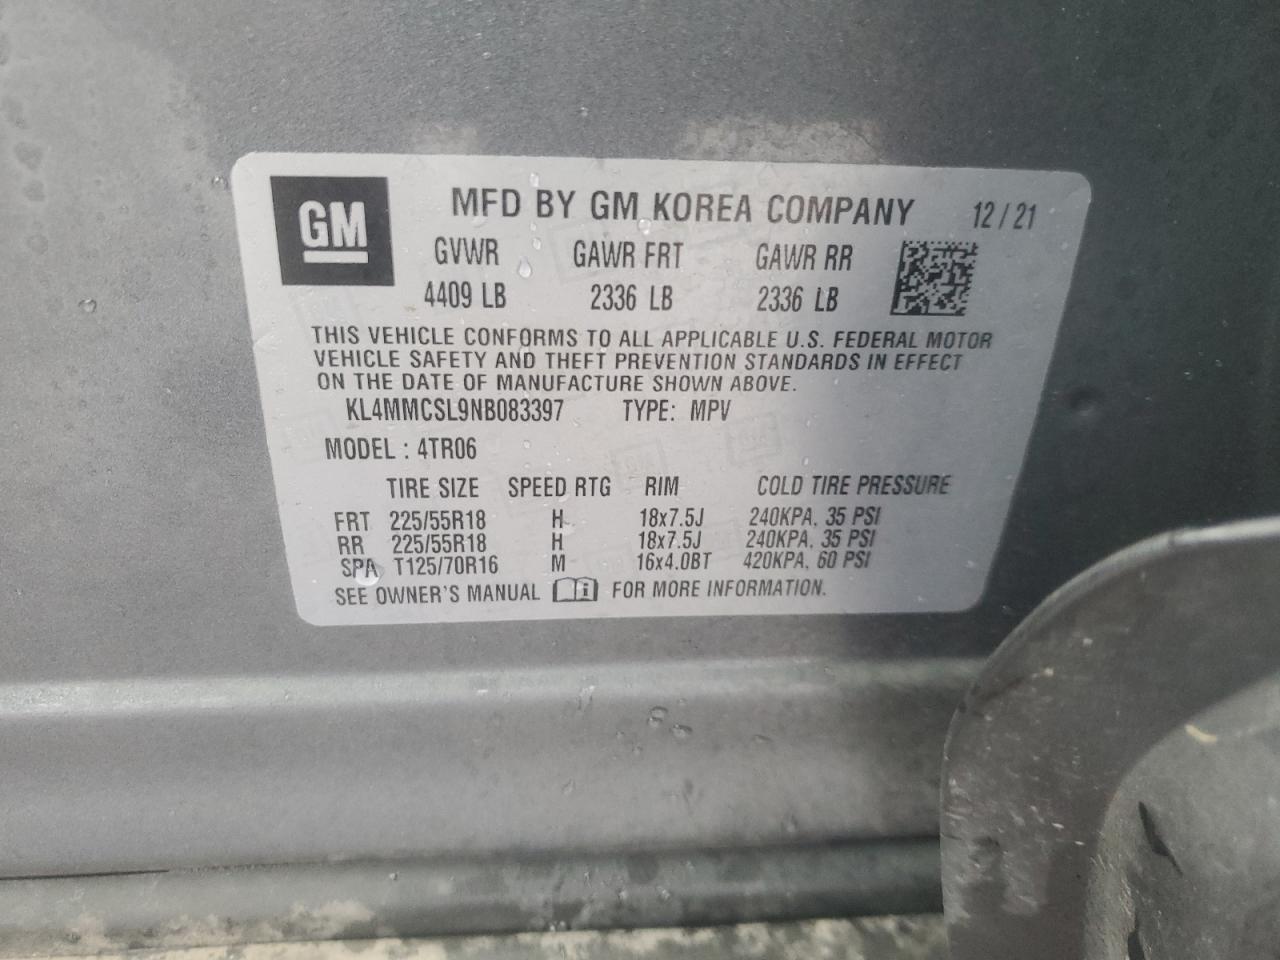 GM MFD BY GM KOREA COMPANY 12/21
GVWR GAWR FRT GAWR RR
4409 LB 2336 LB 2336 LB
THIS VEHICLE CONFORMS TO ALL APPLICABLE U.S. FEDERAL MOTOR
VEHICLE SAFETY AND THEFT PREVENTION STANDARDS IN EFFECT
ON THE DATE OF MANUFACTURE SHOWN ABOVE.
KL4MMCSL9NB083397 TYPE: MPV
MODEL : 4TR06
TIRE SIZE SPEED RTG RIM COLD TIRE PRESSURE
FRT 225/55R18 H 18x7.5J 240KPA, 35 PSI
RR 225/55R18 H 18x7.5J 240KPA, 35 PSI
SPA T125/70R16 M 16x4.0BT 420KPA, 60 PSI
SEE OWNER'S MANUAL i FOR MORE INFORMATION.